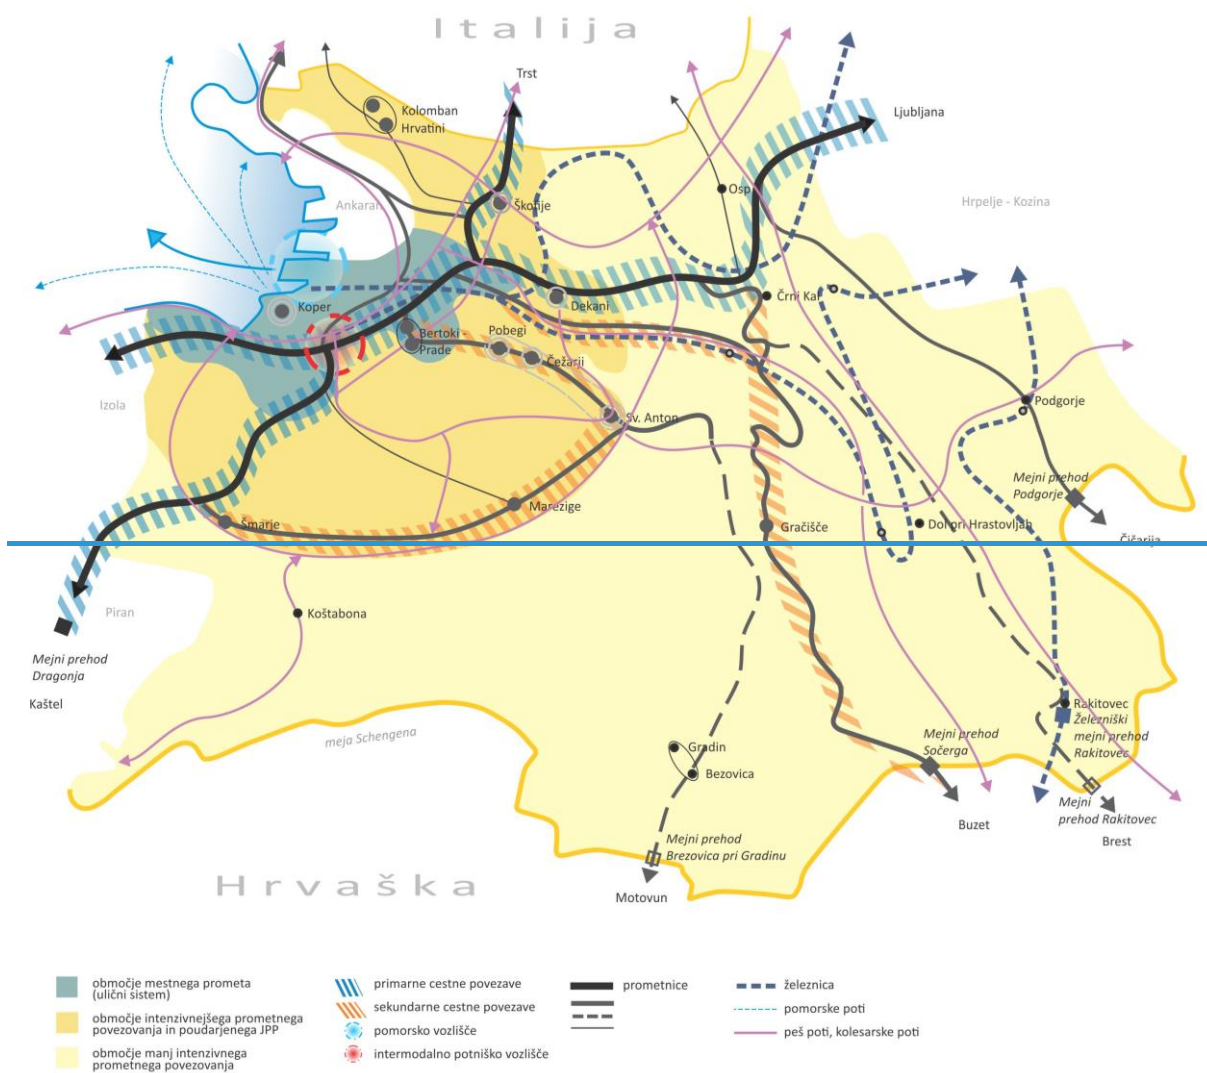 Italija
Trst
Kolomban
Hrvatini
Ljubljana
Osp
Ankaran
Škofije
Hrpelje - Kozina
Koper
Dekani
Črni Kal
Bertoki -
Prade
Pobegi
Čežarji
Izola
Sv. Anton
Podgorje
Mejni prehod
Podgorje
Marezige
Šmarje
Gračišče
Dol pri Hrastovljah
Čičarija
Piran
Koštabona
Mejni prehod
Dragonja
Kaštel
meja Schengena
Gradin
Bezovica
Mejni prehod
Sočerga
Rakitovec
Železniški
mejni prehod
Rakitovec
Mejni
prehod Rakitovec
Buzet
Brest
Mejni prehod
Brezovica pri Gradinu
Motovun
Hrvaška
območje mestnega prometa
(ulični sistem)
območje intenzivnejšega prometnega
povezovanja in poudarjenega JPP
območje manj intenzivnega
prometnega povezovanja
primarne cestne povezave
sekundarne cestne povezave
pomorsko vozlišče
intermodalno potniško vozlišče
prometnice
železnica
pomorske poti
peš poti, kolesarske poti